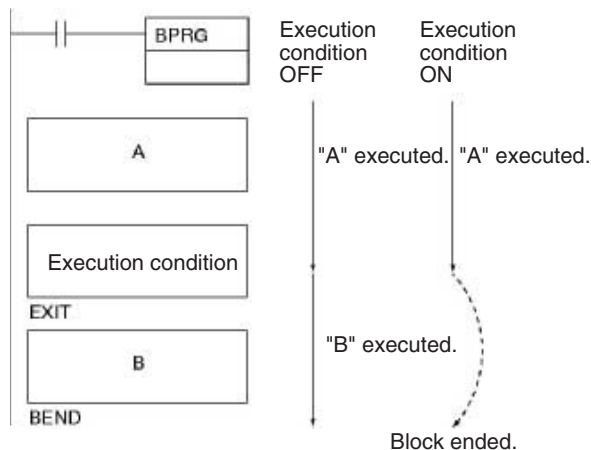 BPRG
Execution condition OFF
Execution condition ON
A
"A" executed.
"A" executed.
Execution condition
EXIT
B
"B" executed.
BEND
Block ended.